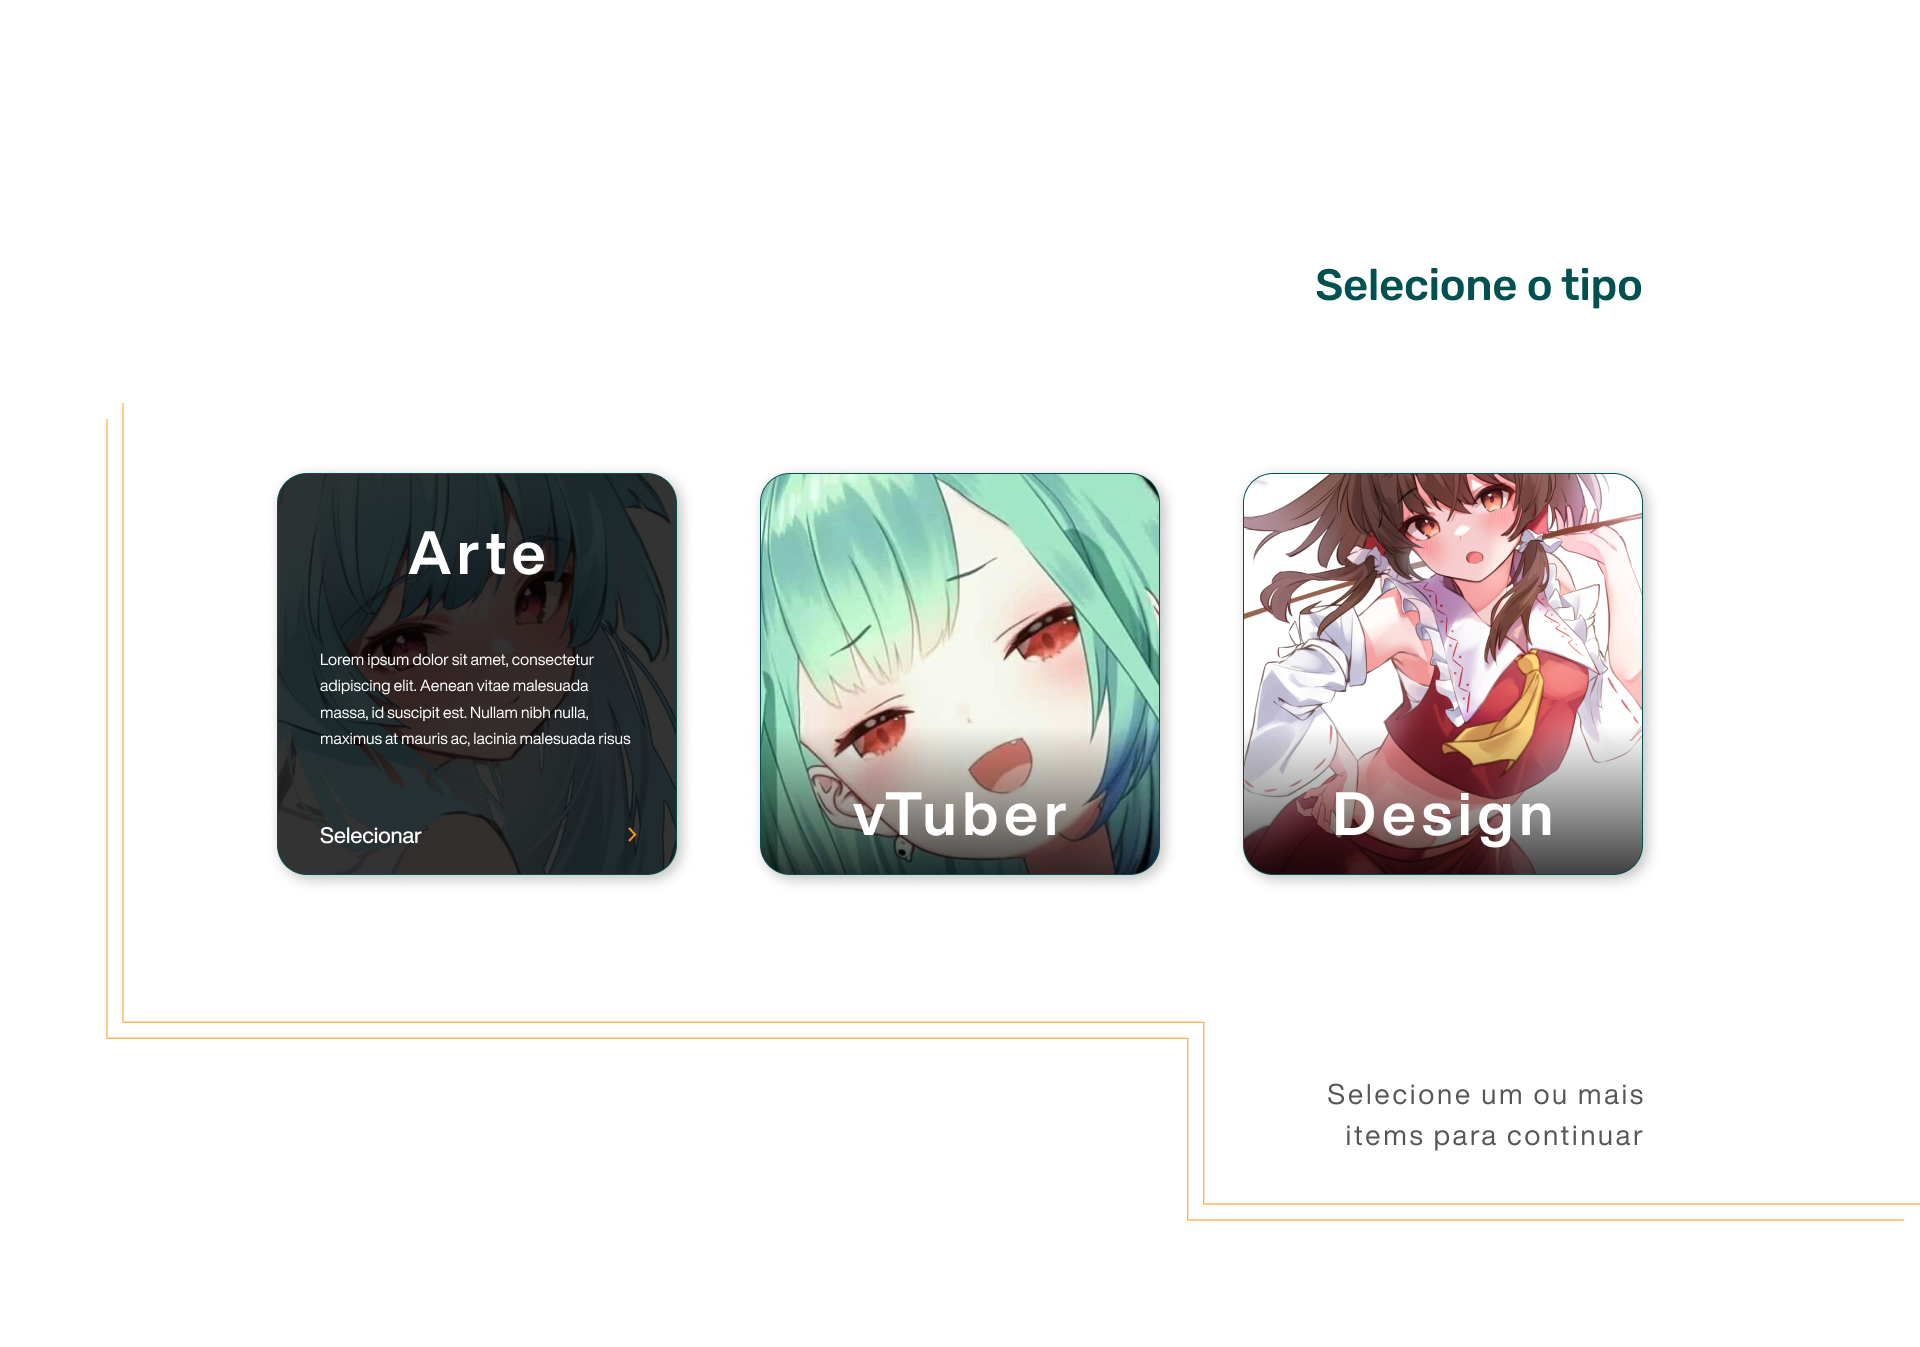 Selecione o tipo
Arte
Lorem ipsum dolor sit amet, consectetur
adipiscing elit. Aenean vitae malesuada
massa, id suscipit est. Nullam nibh nulla,
maximus at mauris ac, lacinia malesuada risus
Selecionar
vTuber
Design
Selecione um ou mais
items para continuar